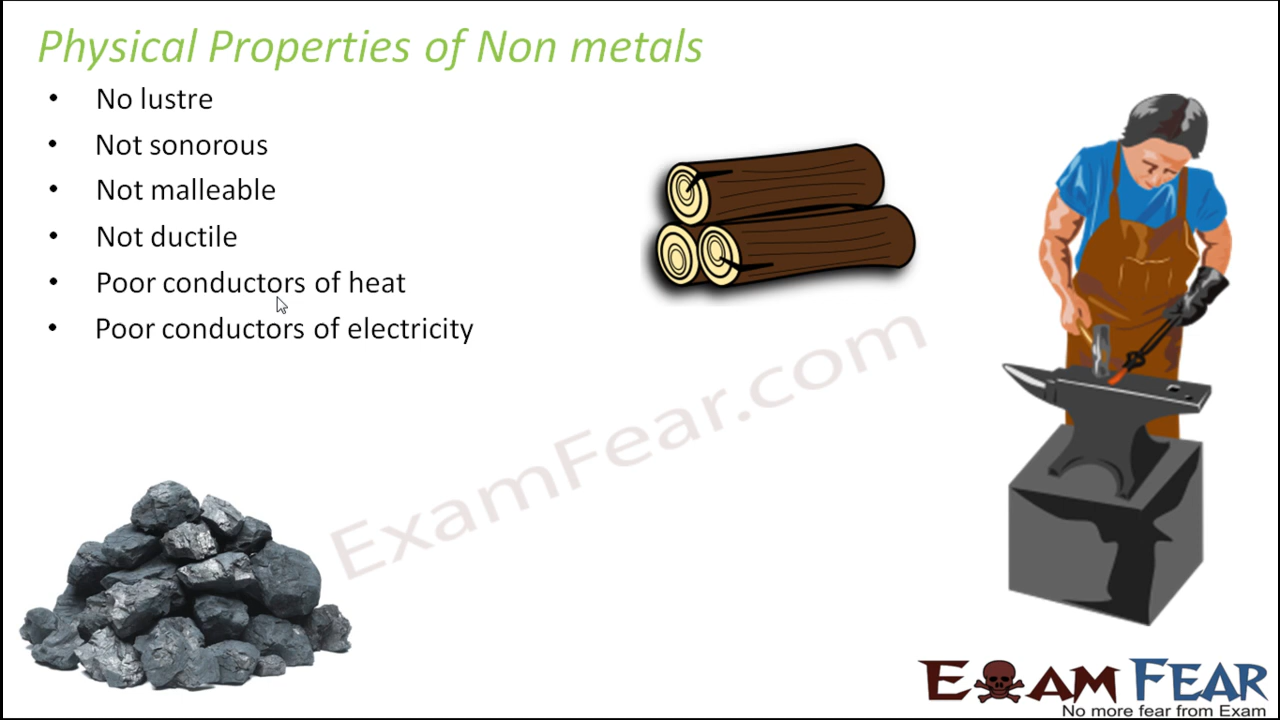 Physical Properties of Non metals
• No lustre
• Not sonorous
• Not malleable
• Not ductile
• Poor conductors of heat
• Poor conductors of electricity
ExamFear.com
EXAM FEAR
No more fear from Exam